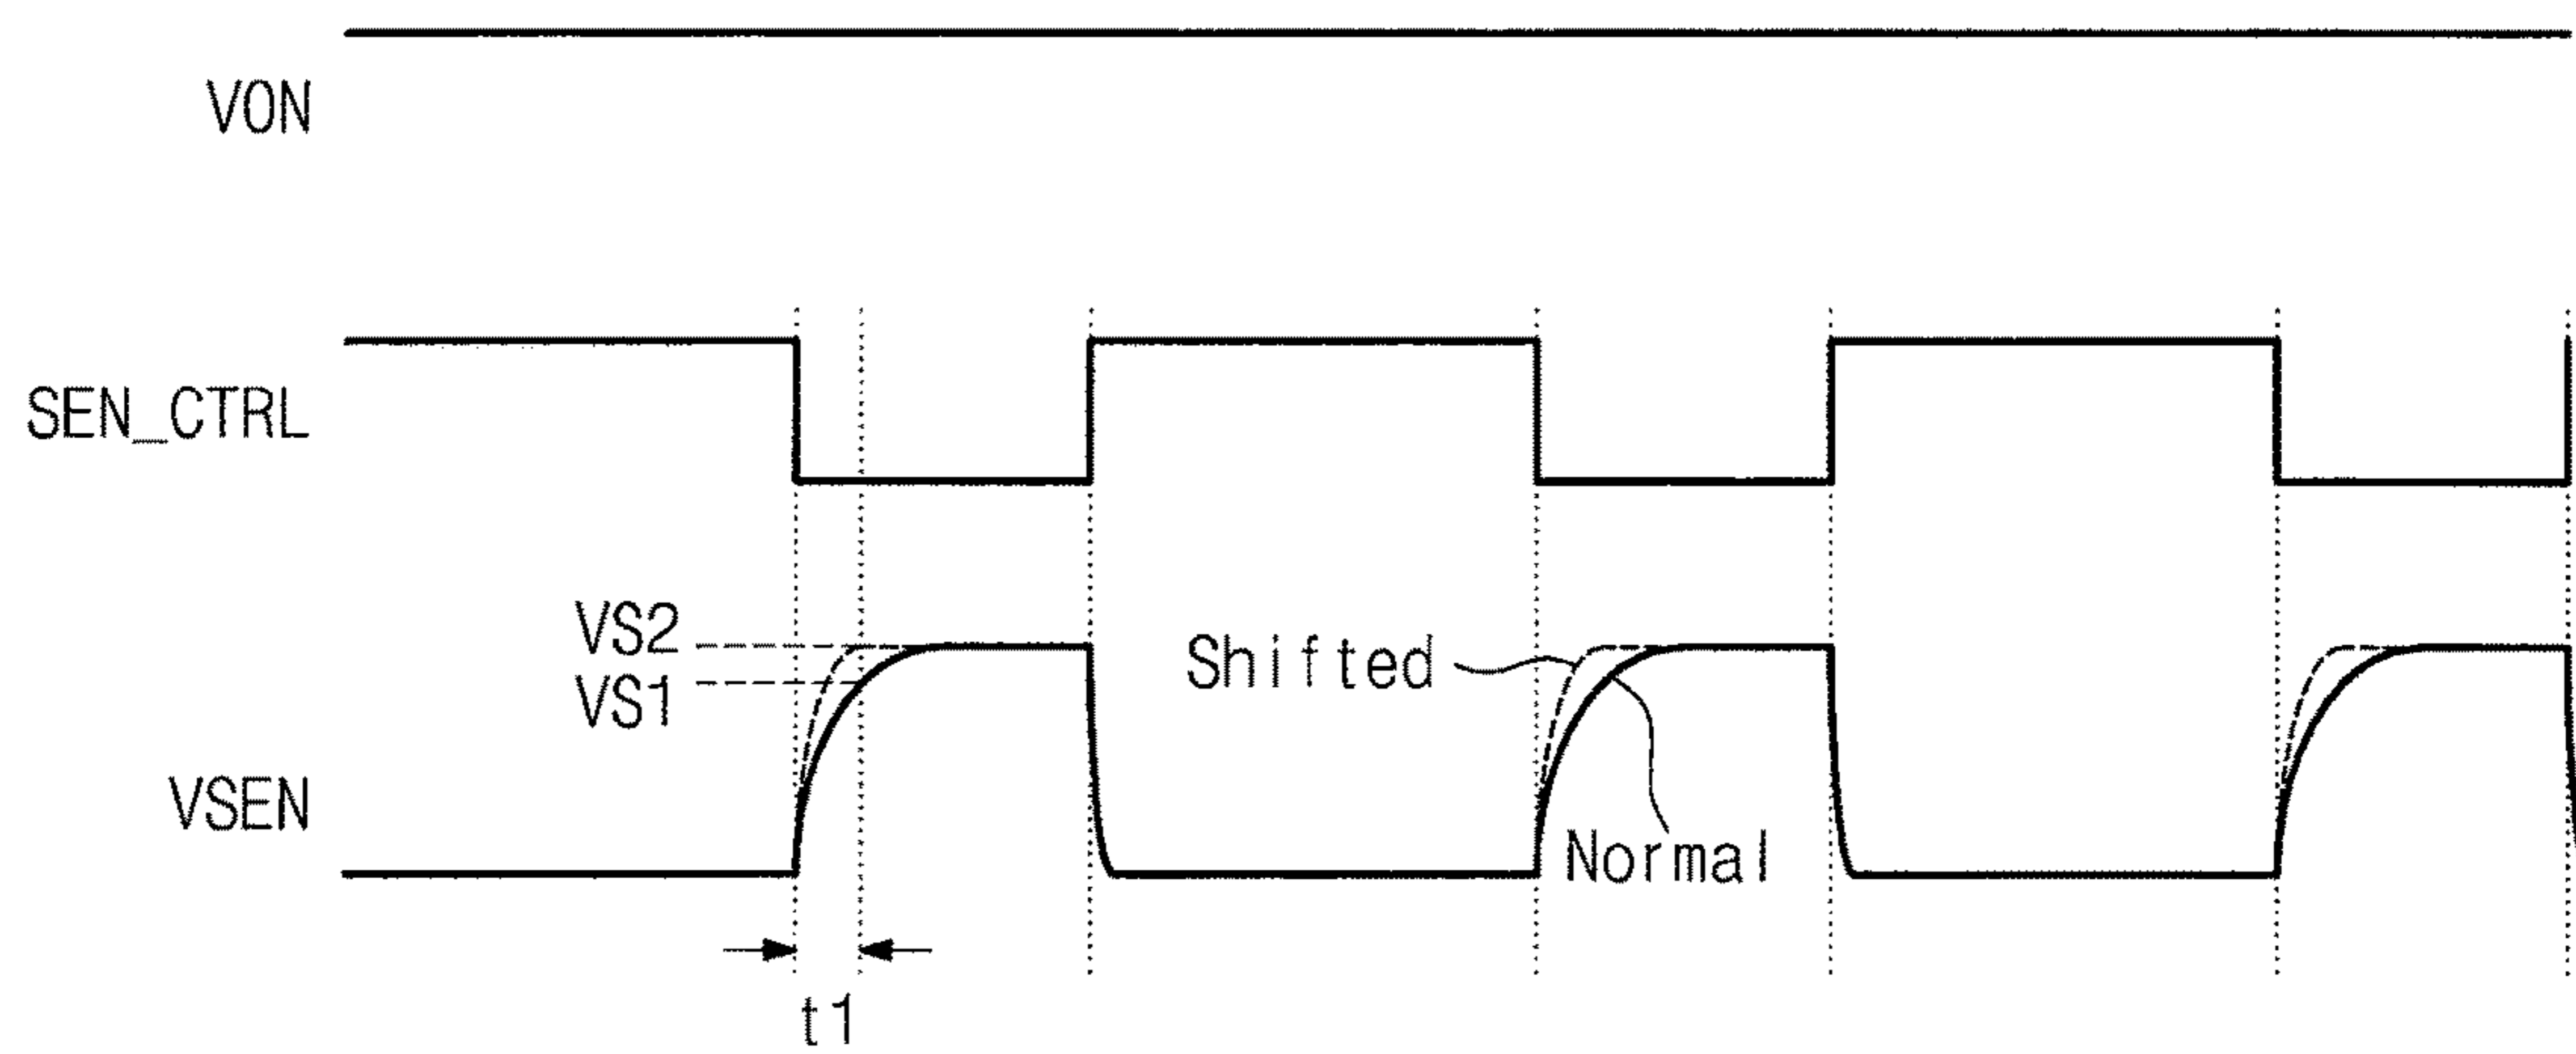 VON
SEN_CTRL
VS2
Shifted
VS1
VSEN
Normal
t1